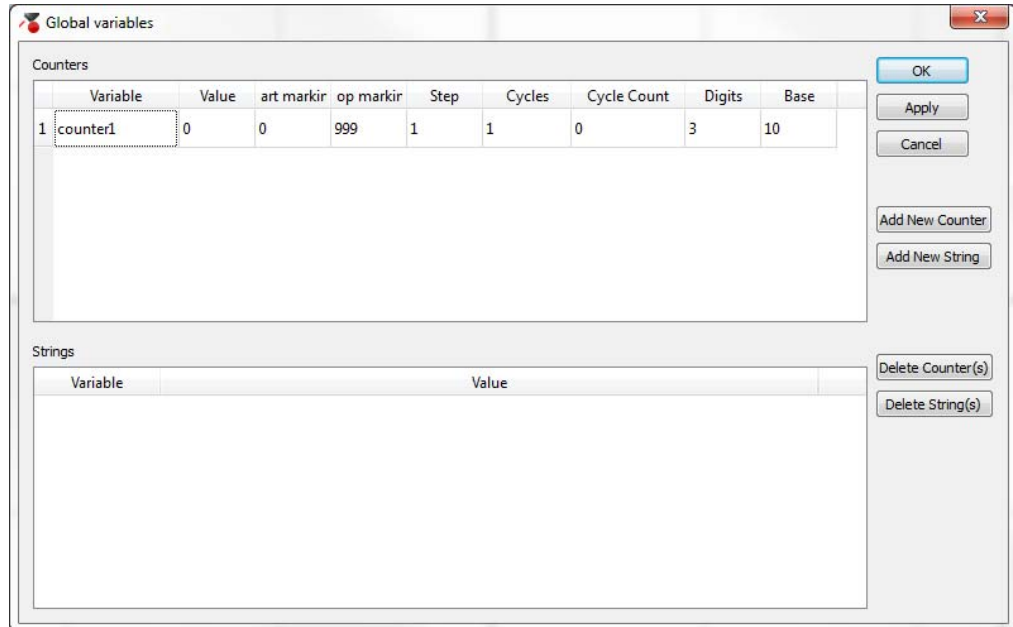 Global variables
Counters
Variable Value art markir op markir Step Cycles Cycle Count Digits Base
1 counter1 0 0 999 1 1 0 3 10
OK
Apply
Cancel
Add New Counter
Add New String
Strings
Variable Value
Delete Counter(s)
Delete String(s)